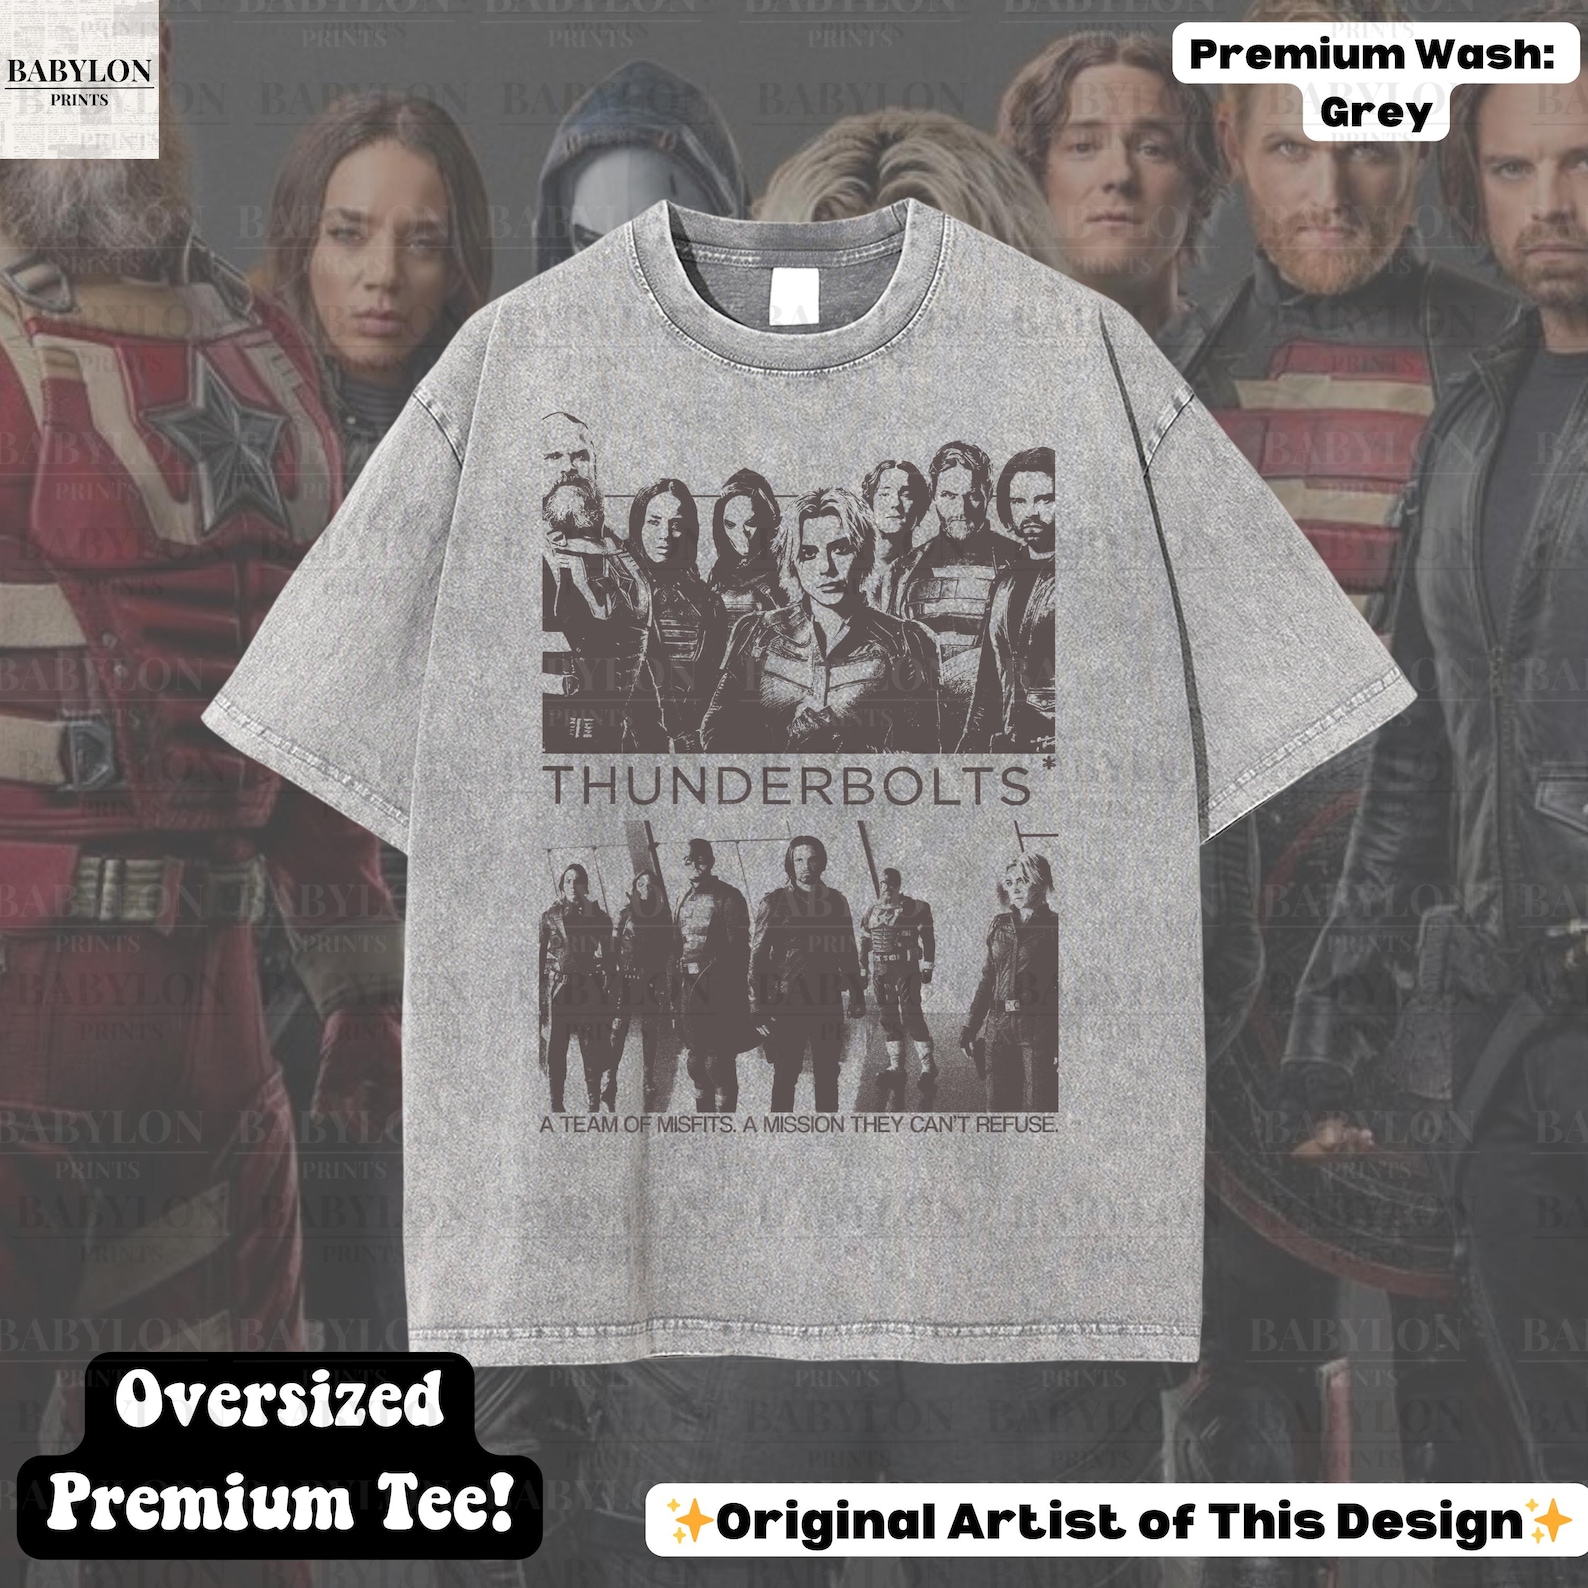 BABYLON
PRINTS
Premium Wash:
Grey
THUNDERBOLTS*
A TEAM OF MISFITS. A MISSION THEY CAN'T REFUSE.
Oversized
Premium Tee!
✨Original Artist of This Design✨